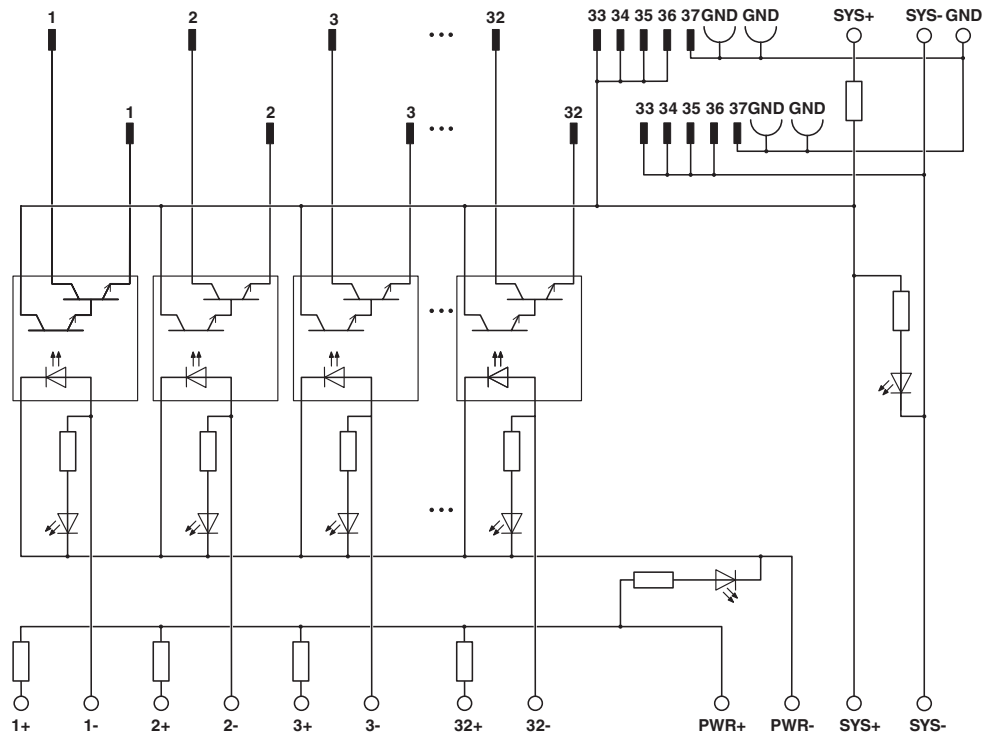 1 2 3 ••• 32 33 34 35 36 37 GND GND SYS+ SYS- GND
1 2 3 ••• 32 33 34 35 36 37 GND GND
•••
•••
1+ 1- 2+ 2- 3+ 3- 32+ 32- PWR+ PWR- SYS+ SYS-